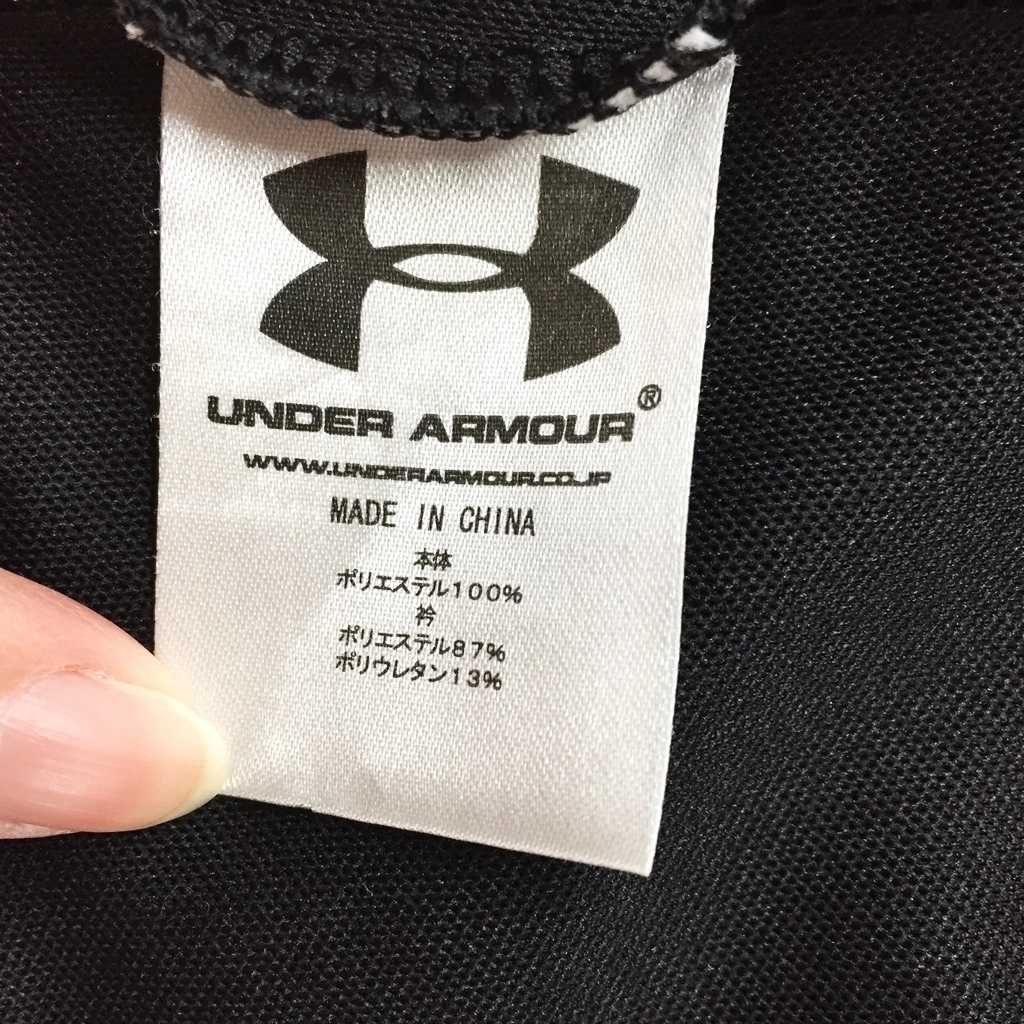 UNDER ARMOUR®
WWW.UNDERARMOUR.CO.JP
MADE IN CHINA
本体
ポリエステル100%
衿
ポリエステル87%
ポリウレタン13%